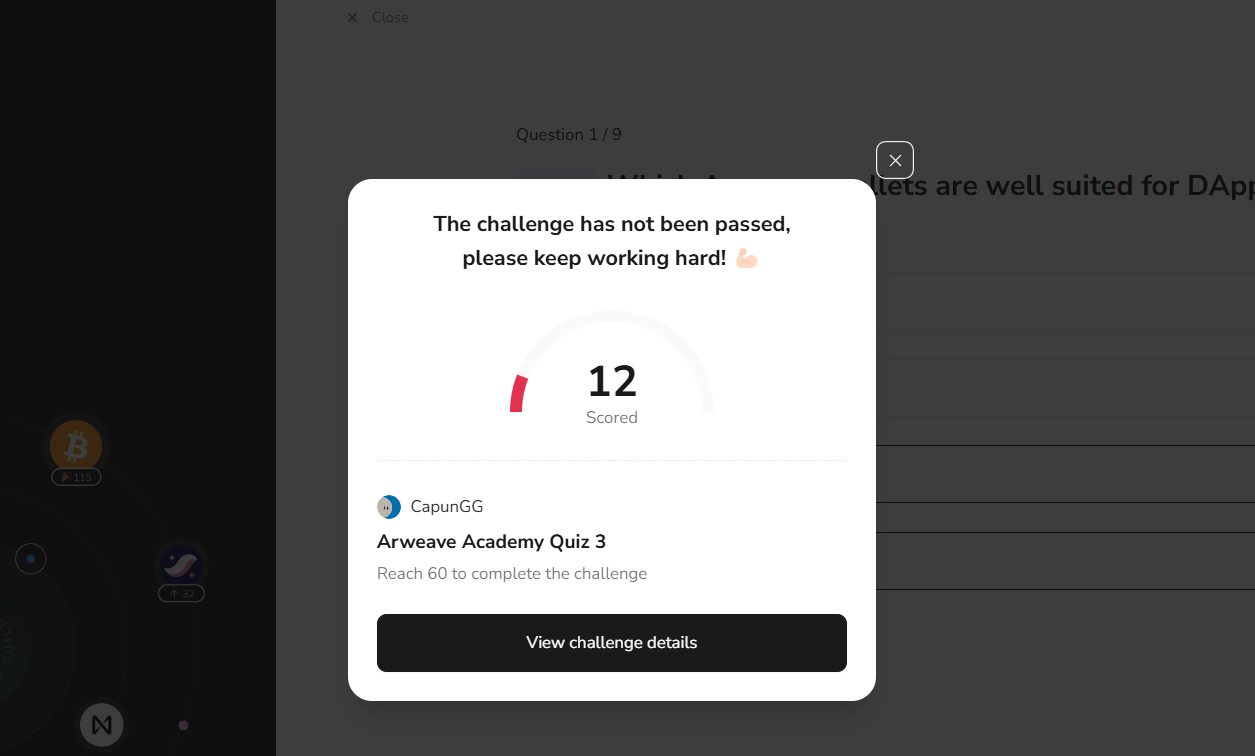 Close
Question 1 / 9
llets are well suited for DApp
The challenge has not been passed,
please keep working hard! 💪🏻
12
Scored
CapunGG
Arweave Academy Quiz 3
Reach 60 to complete the challenge
View challenge details
115
32